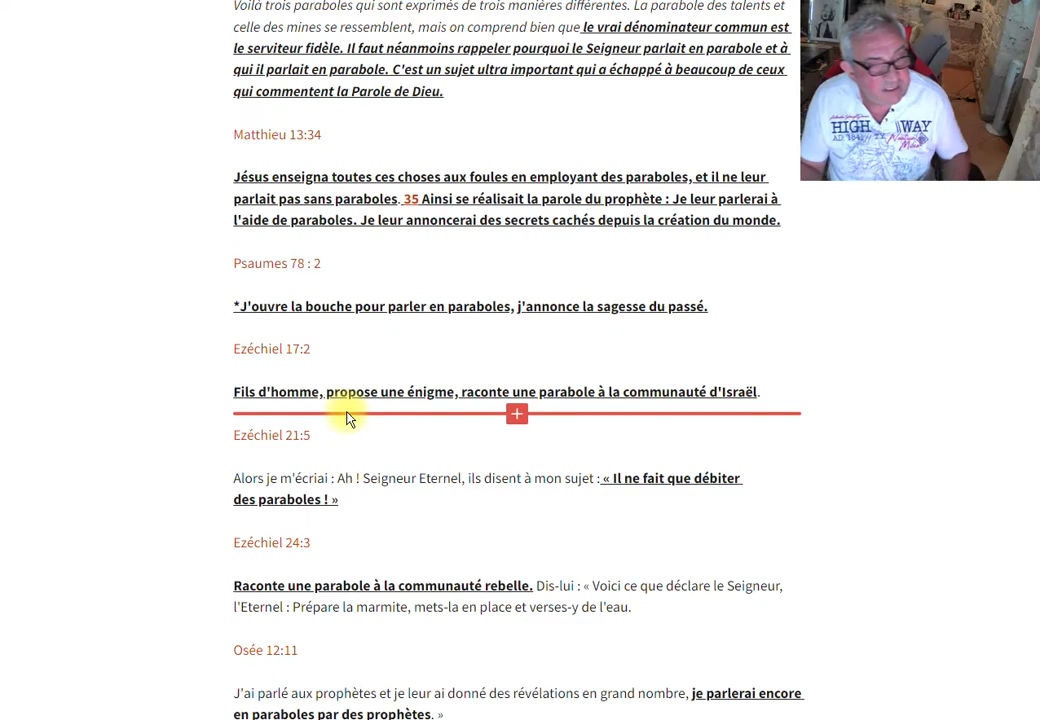 Voilà trois paraboles qui sont exprimés de trois manières différentes. La parabole des talents et
celle des mines se ressemblent, mais on comprend bien que le vrai dénominateur commun est
le serviteur fidèle. Il faut néanmoins rappeler pourquoi le Seigneur parlait en parabole et à
qui il parlait en parabole. C'est un sujet ultra important qui a échappé à beaucoup de ceux
qui commentent la Parole de Dieu.
Matthieu 13:34
Jésus enseigna toutes ces choses aux foules en employant des paraboles, et il ne leur
parlait pas sans paraboles. 35 Ainsi se réalisait la parole du prophète : Je leur parlerai à
l'aide de paraboles. Je leur annoncerai des secrets cachés depuis la création du monde.
Psaumes 78 : 2
*J'ouvre la bouche pour parler en paraboles, j'annonce la sagesse du passé.
Ezéchiel 17:2
Fils d'homme, propose une énigme, raconte une parabole à la communauté d'Israël.
Ezéchiel 21:5
Alors je m'écriai : Ah ! Seigneur Eternel, ils disent à mon sujet : « Il ne fait que débiter
des paraboles ! »
Ezéchiel 24:3
Raconte une parabole à la communauté rebelle. Dis-lui : « Voici ce que déclare le Seigneur,
l'Eternel : Prépare la marmite, mets-la en place et verses-y de l'eau.
Osée 12:11
J'ai parlé aux prophètes et je leur ai donné des révélations en grand nombre, je parlerai encore
en paraboles par des prophètes. »
HIGH WAY